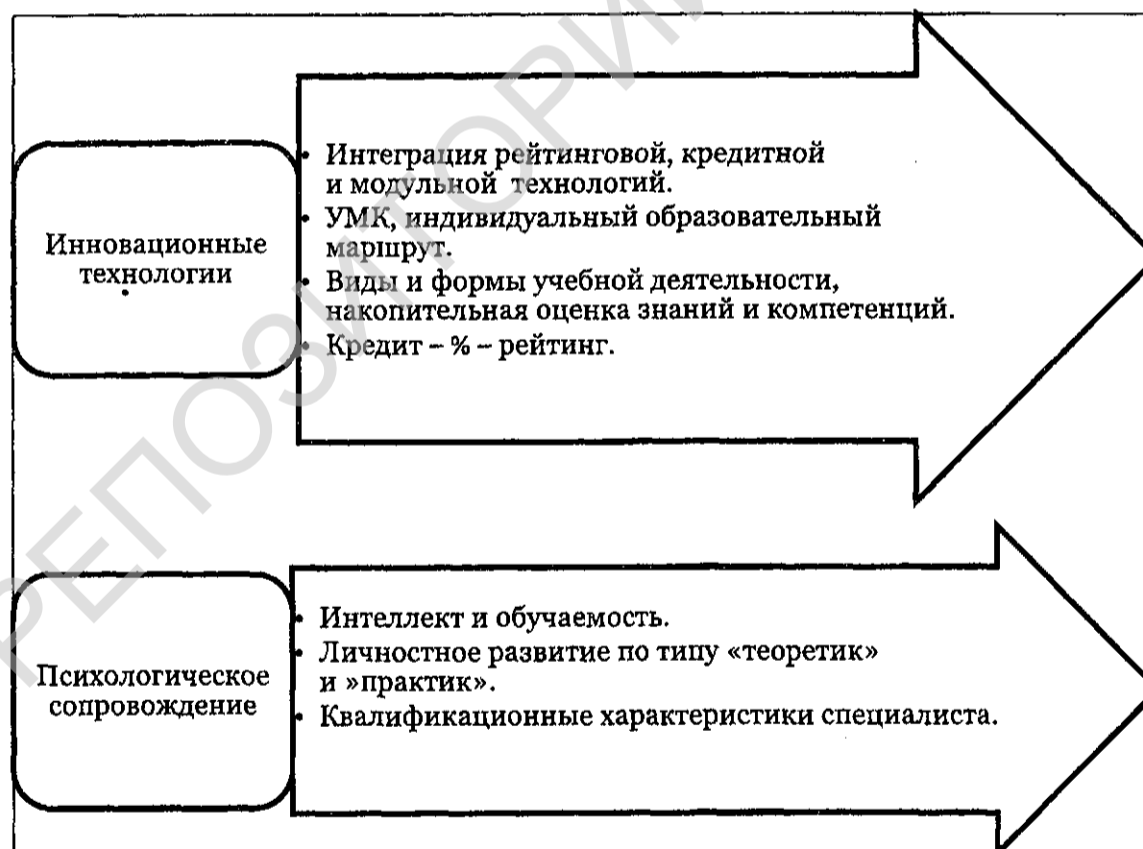 Инновационные
технологии
• Интеграция рейтинговой, кредитной
и модульной технологий.
• УМК, индивидуальный образовательный
маршрут.
• Виды и формы учебной деятельности,
накопительная оценка знаний и компетенций.
• Кредит – % – рейтинг.
Психологическое
сопровождение
• Интеллект и обучаемость.
• Личностное развитие по типу «теоретик»
и »практик».
• Квалификационные характеристики специалиста.